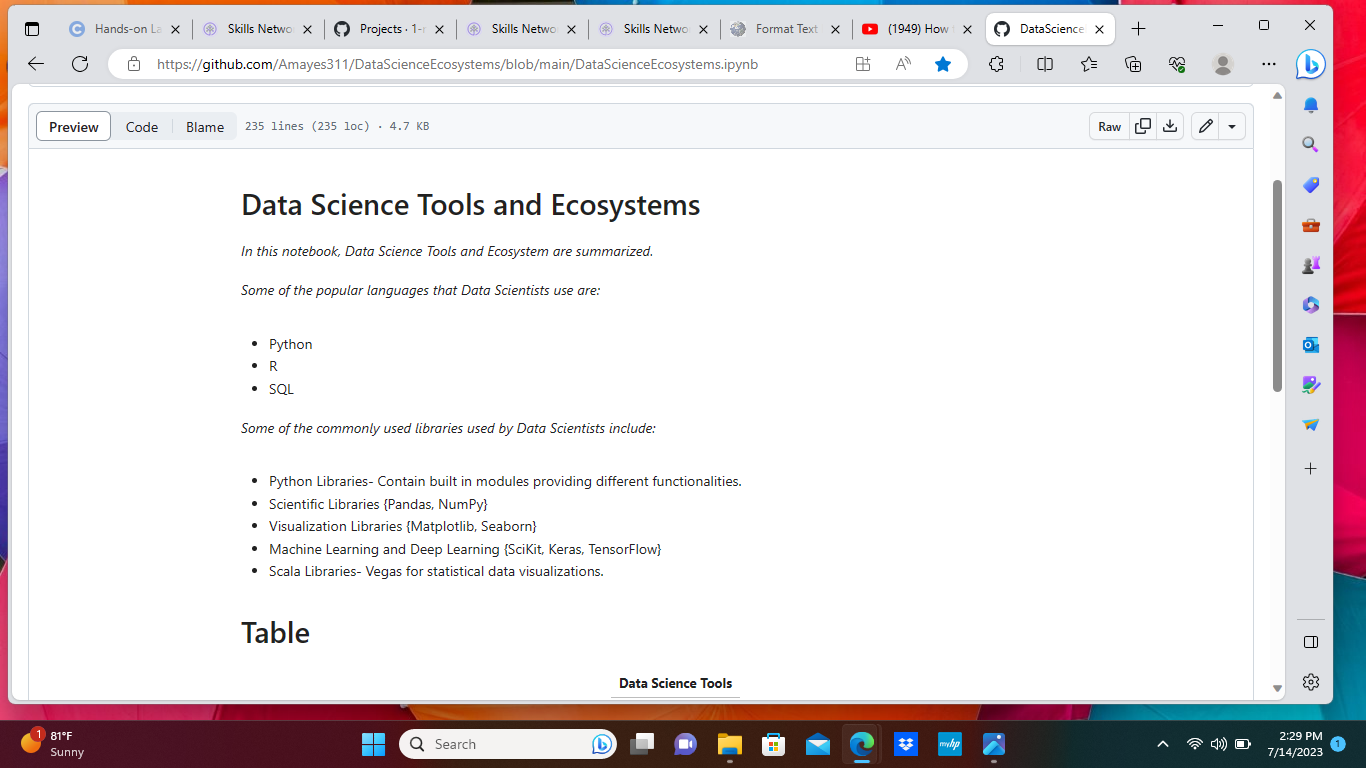 Hands-on La
Skills Netwo
Projects · 1-r
Skills Netwo
Skills Netwo
Format Text
(1949) How
DataScience
https://github.com/Amayes311/DataScienceEcosystems/blob/main/DataScienceEcosystems.ipynb
Preview Code Blame 235 lines (235 loc) · 4.7 KB Raw
Data Science Tools and Ecosystems
In this notebook, Data Science Tools and Ecosystem are summarized.
Some of the popular languages that Data Scientists use are:
• Python
• R
• SQL
Some of the commonly used libraries used by Data Scientists include:
• Python Libraries- Contain built in modules providing different functionalities.
• Scientific Libraries {Pandas, NumPy}
• Visualization Libraries {Matplotlib, Seaborn}
• Machine Learning and Deep Learning {SciKit, Keras, TensorFlow}
• Scala Libraries- Vegas for statistical data visualizations.
Table
Data Science Tools
1
81°F
Sunny
Search
myhp
2:29 PM
7/14/2023
1